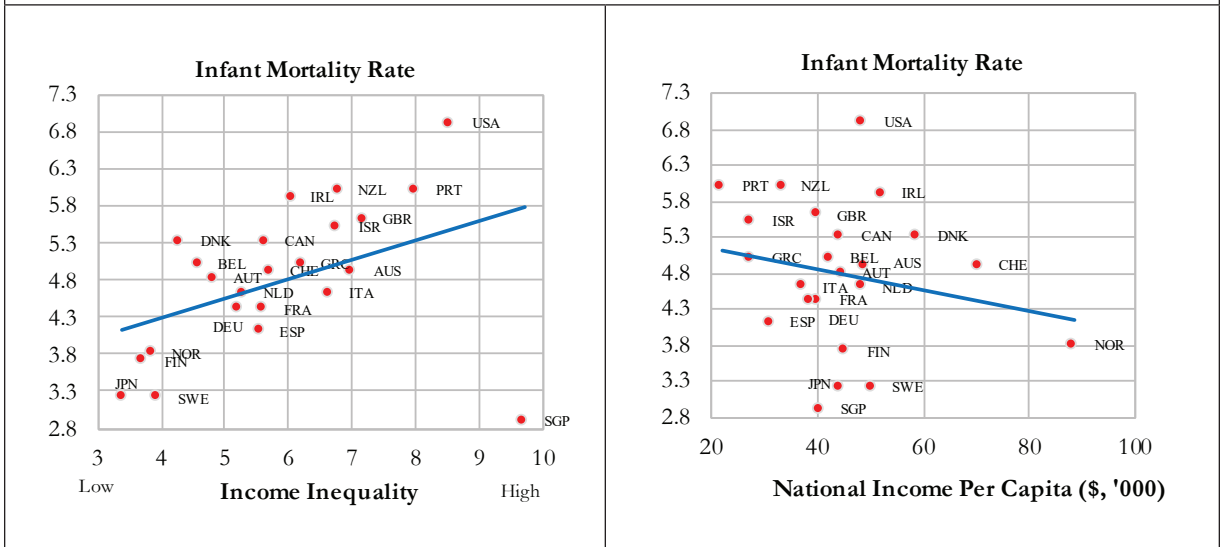 Infant Mortality Rate
7.3
6.8
6.3
5.8
5.3
4.8
4.3
3.8
3.3
2.8
USA
IRL
NZL
PRT
GBR
ISR
DNK
CAN
BEL
CHE
GRC
AUS
AUT
NLD
ITA
DEU
FRA
ESP
NOR
FIN
JPN
SWE
SGP
3 4 5 6 7 8 9 10
Low Income Inequality High
Infant Mortality Rate
7.3
6.8
6.3
5.8
5.3
4.8
4.3
3.8
3.3
2.8
USA
PRT
NZL
IRL
ISR
GBR
CAN
DNK
GRC
BEL
AUS
CHE
AUT
ITA
NLD
FRA
ESP
DEU
FIN
NOR
JPN
SWE
SGP
20 40 60 80 100
National Income Per Capita ($, '000)